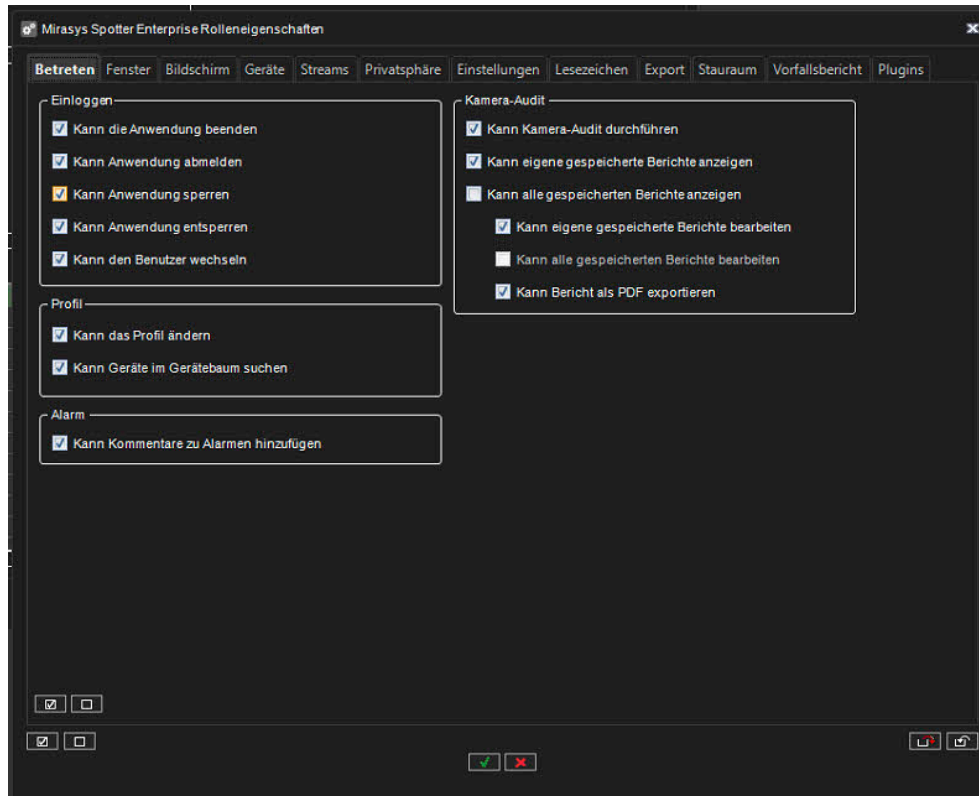 Mirasys Spotter Enterprise Rolleneigenschaften
Betreten Fenster Bildschirm Geräte Streams Privatsphäre Einstellungen Lesezeichen Export Stauraum Vorfallsbericht Plugins
Einloggen
Kann die Anwendung beenden
Kann Anwendung abmelden
Kann Anwendung sperren
Kann Anwendung entsperren
Kann den Benutzer wechseln
Profil
Kann das Profil ändern
Kann Geräte im Gerätebaum suchen
Alarm
Kann Kommentare zu Alarmen hinzufügen
Kamera-Audit
Kann Kamera-Audit durchführen
Kann eigene gespeicherte Berichte anzeigen
Kann alle gespeicherten Berichte anzeigen
Kann eigene gespeicherte Berichte bearbeiten
Kann alle gespeicherten Berichte bearbeiten
Kann Bericht als PDF exportieren